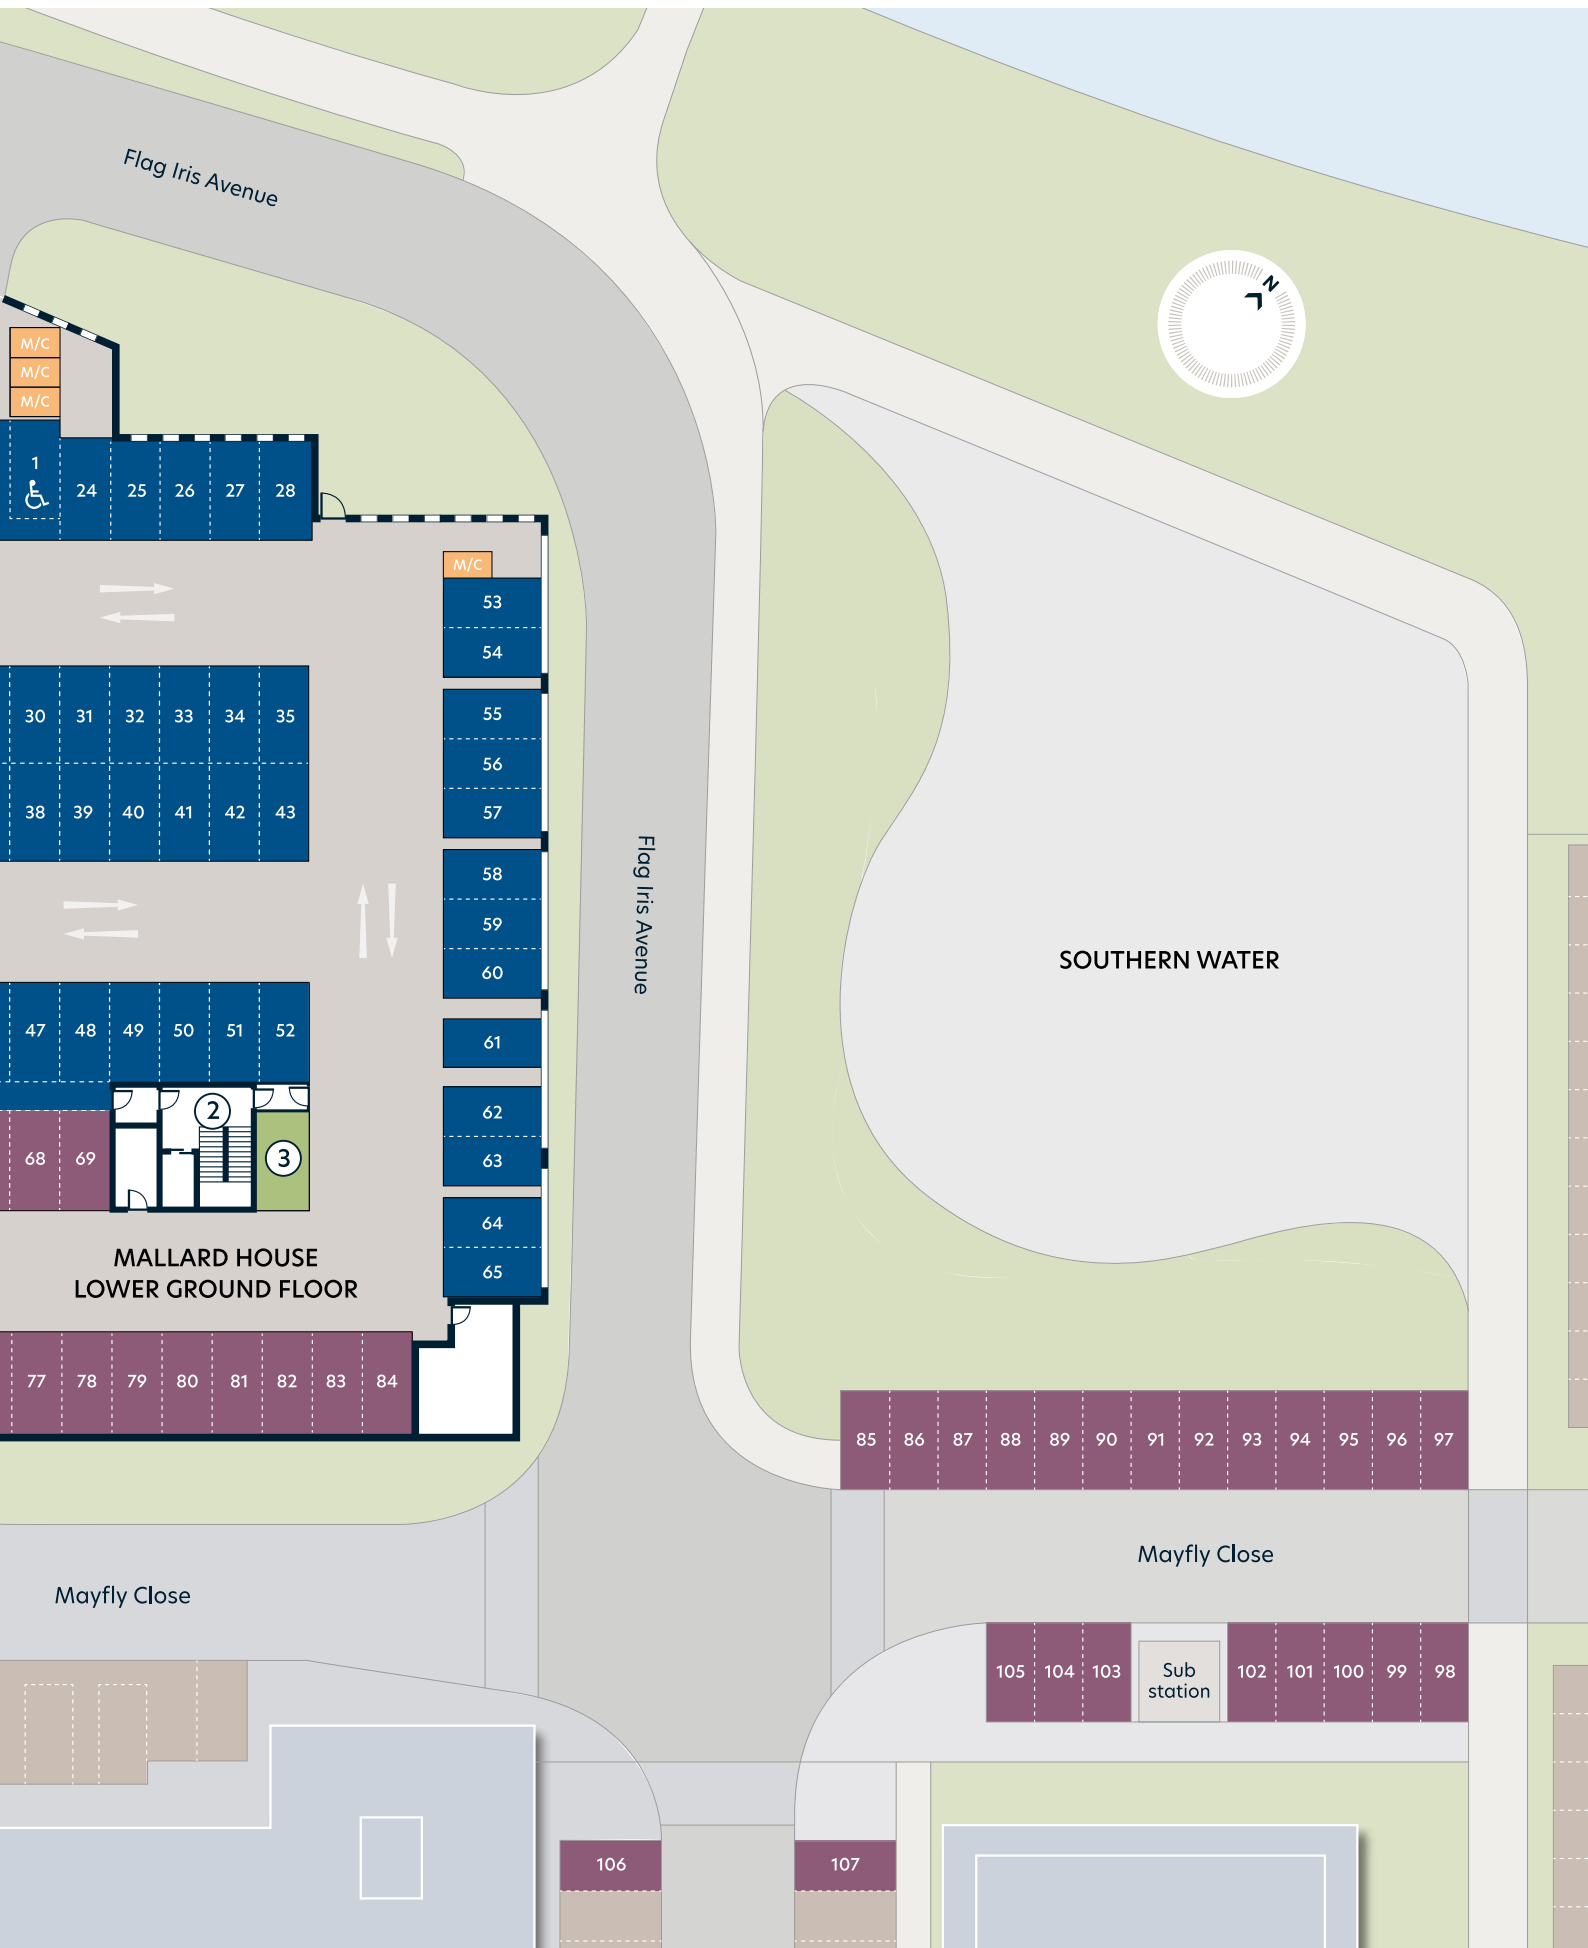 Flag Iris Avenue
N
M/C
M/C
M/C
1
24 25 26 27 28
M/C
53
54
30 31 32 33 34 35
55
56
38 39 40 41 42 43
57
58
59
60
Flag Iris Avenue
SOUTHERN WATER
47 48 49 50 51 52
61
62
63
2
68 69
3
64
65
MALLARD HOUSE
LOWER GROUND FLOOR
77 78 79 80 81 82 83 84
85 86 87 88 89 90 91 92 93 94 95 96 97
Mayfly Close
Mayfly Close
105 104 103
Sub
station
102 101 100 99 98
106
107